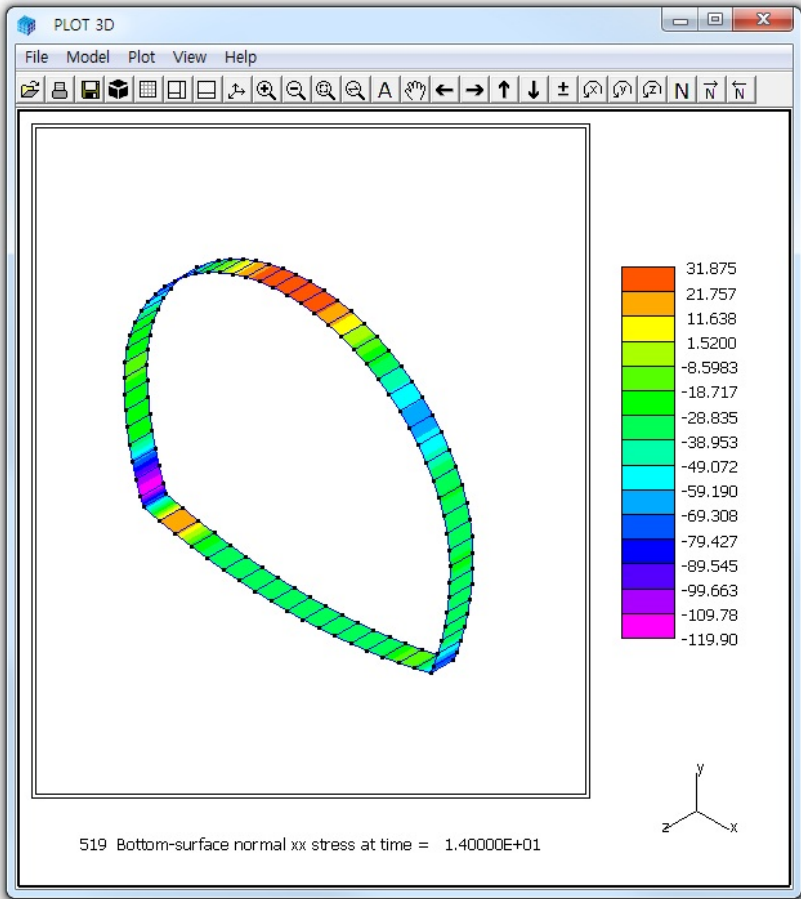 PLOT 3D
File Model Plot View Help
A x y z N N N
31.875
21.757
11.638
1.5200
-8.5983
-18.717
-28.835
-38.953
-49.072
-59.190
-69.308
-79.427
-89.545
-99.663
-109.78
-119.90
y
z x
519 Bottom-surface normal xx stress at time = 1.40000E+01